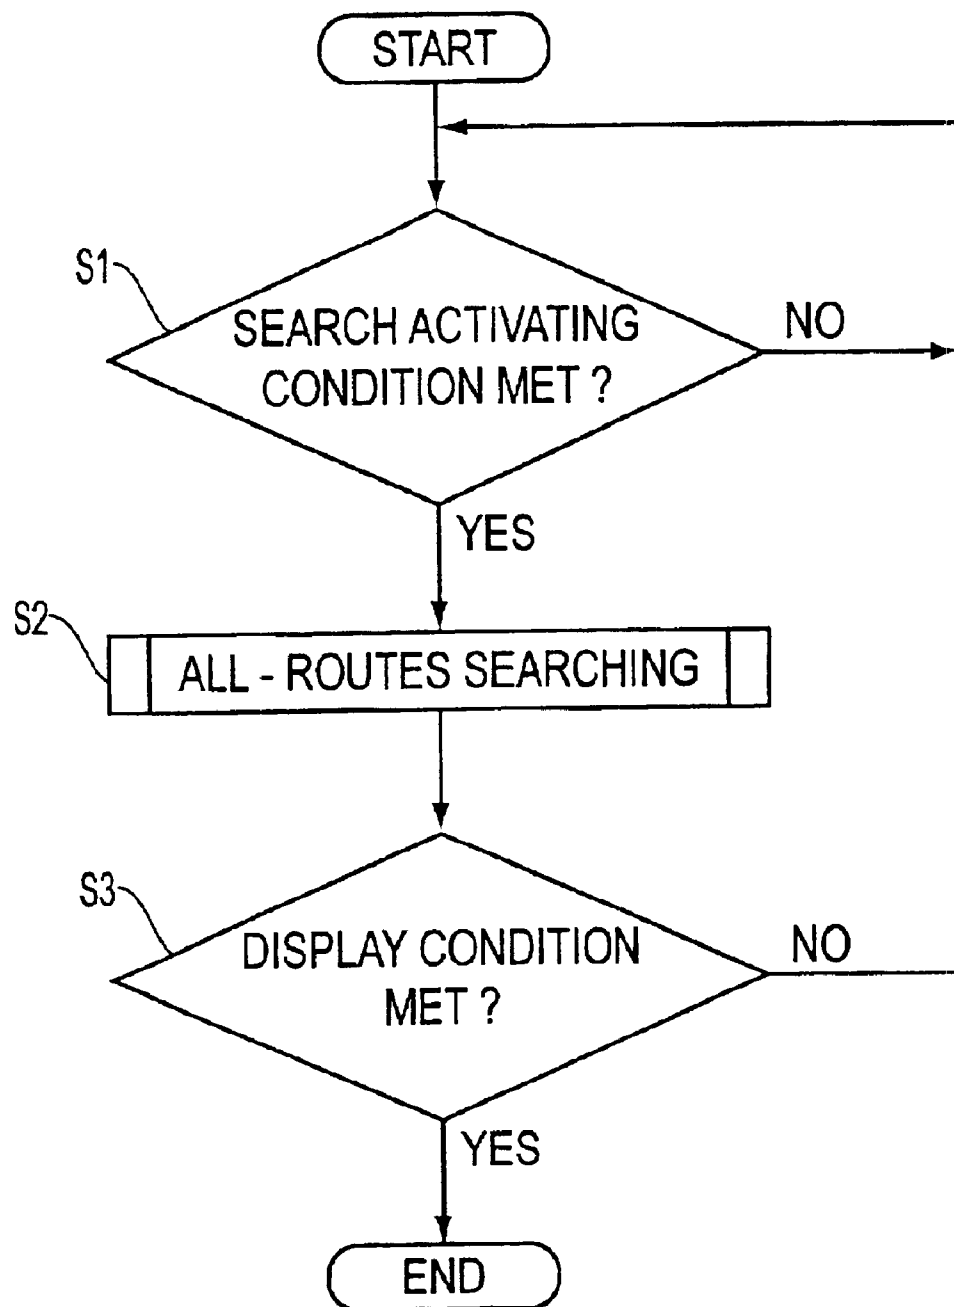 START
S1
SEARCH ACTIVATING
CONDITION MET ?
NO
YES
S2
ALL - ROUTES SEARCHING
S3
DISPLAY CONDITION
MET ?
NO
YES
END